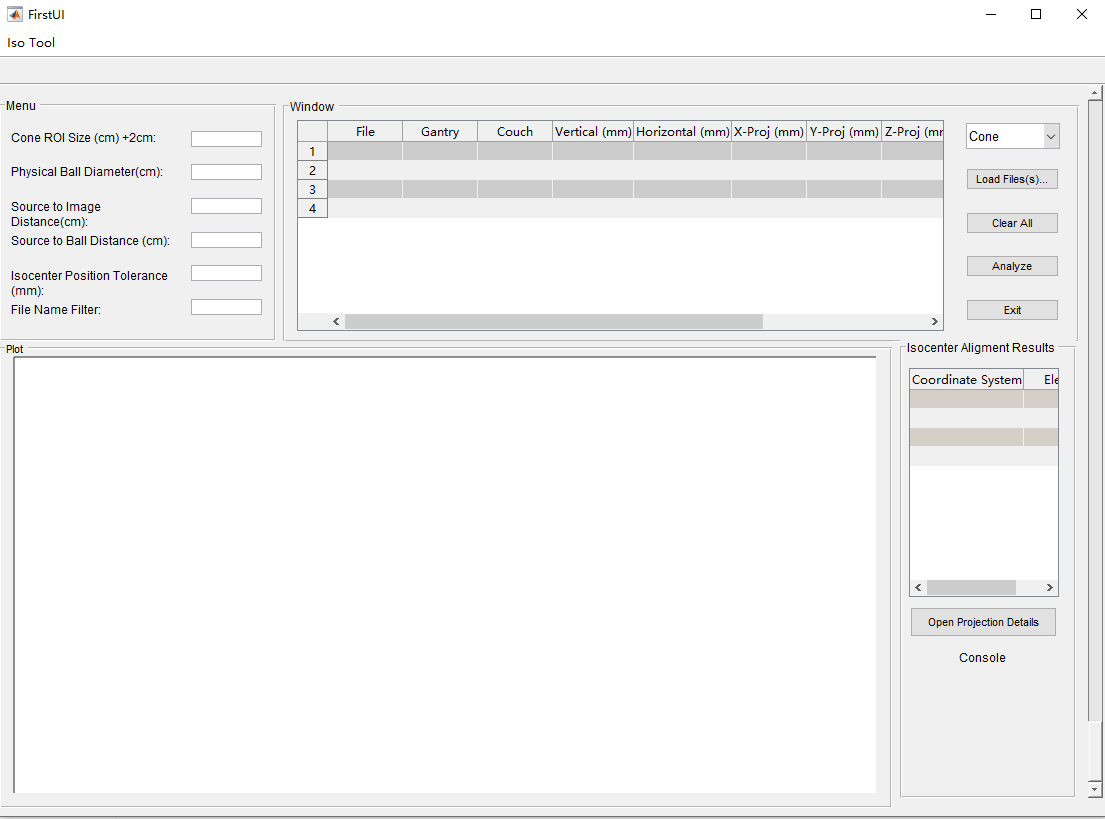 FirstUI
Iso Tool
Menu
Cone ROI Size (cm) +2cm:
Physical Ball Diameter(cm):
Source to Image
Distance(cm):
Source to Ball Distance (cm):
Isocenter Position Tolerance
(mm):
File Name Filter:
Window
File Gantry Couch Vertical (mm) Horizontal (mm) X-Proj (mm) Y-Proj (mm) Z-Proj (mr
1
2
3
4
Cone
Load Files(s)...
Clear All
Analyze
Exit
Plot
Isocenter Aligment Results
Coordinate System Ele
Open Projection Details
Console